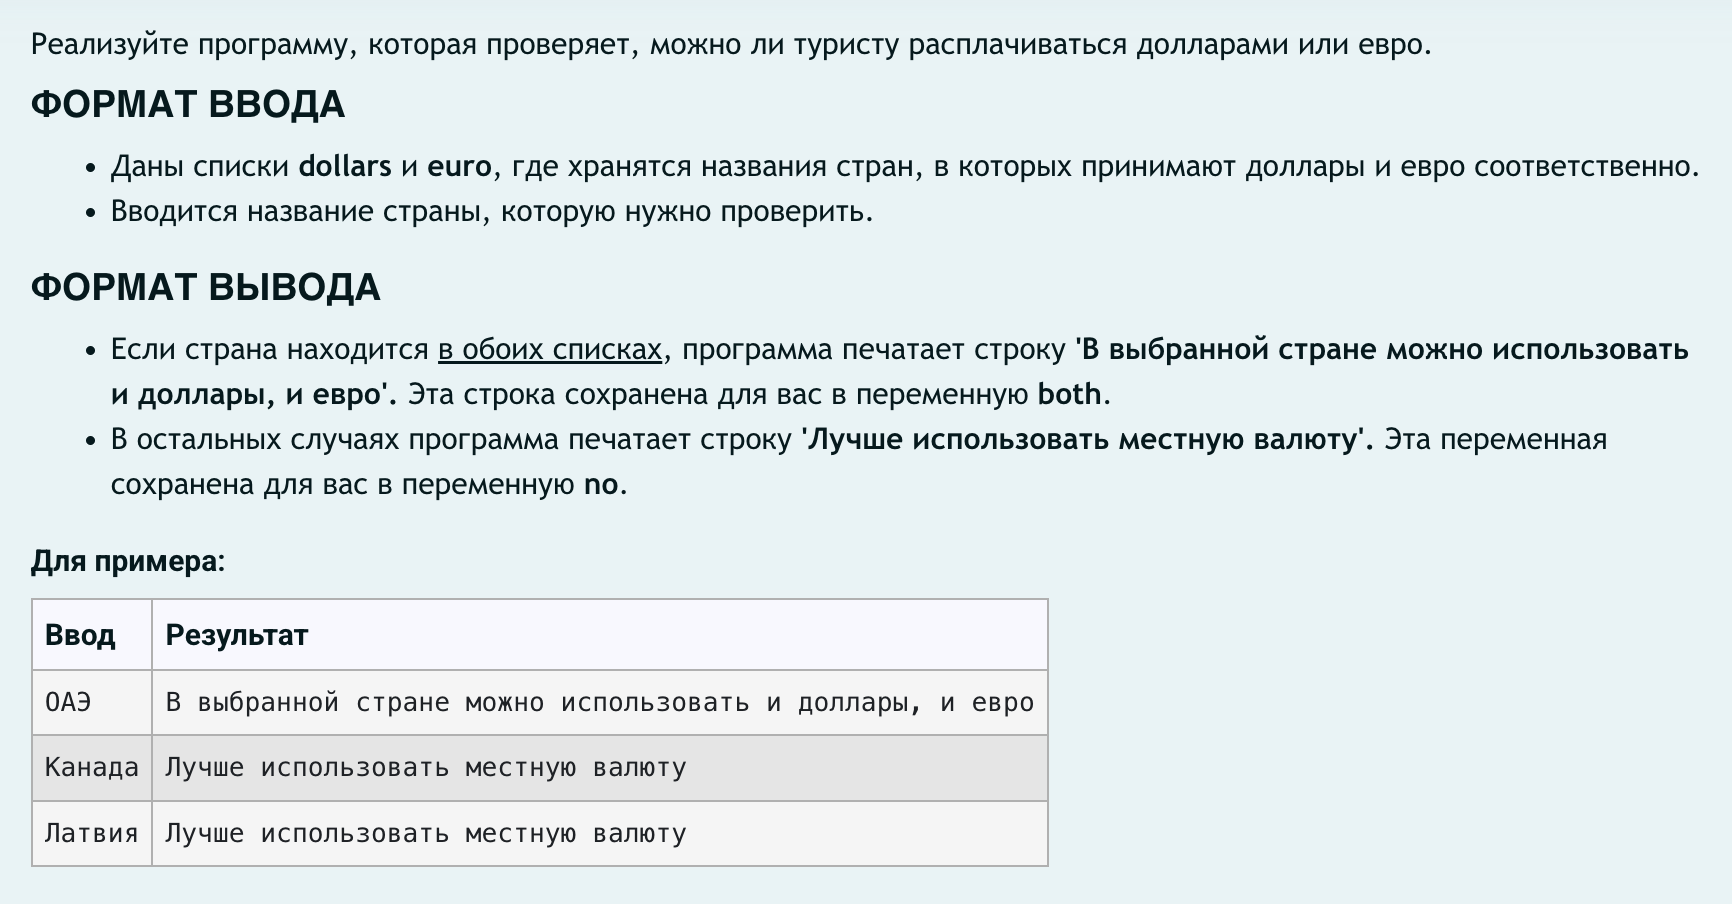 Реализуйте программу, которая проверяет, можно ли туристу расплачиваться долларами или евро.
ФОРМАТ ВВОДА
• Даны списки dollars и euro, где хранятся названия стран, в которых принимают доллары и евро соответственно.
• Вводится название страны, которую нужно проверить.
ФОРМАТ ВЫВОДА
• Если страна находится в обоих списках, программа печатает строку 'В выбранной стране можно использовать
и доллары, и евро'. Эта строка сохранена для вас в переменную both.
• В остальных случаях программа печатает строку 'Лучше использовать местную валюту'. Эта переменная
сохранена для вас в переменную no.
Для примера:
Ввод Результат
ОАЭ В выбранной стране можно использовать и доллары, и евро
Канада Лучше использовать местную валюту
Латвия Лучше использовать местную валюту